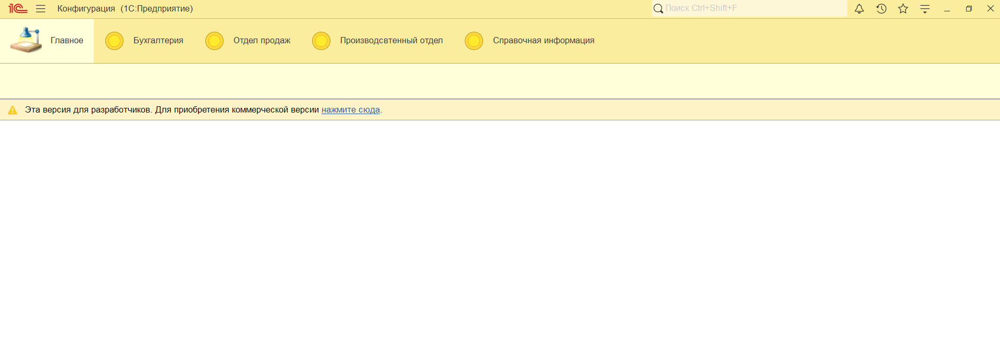 1С Конфигурация (1С:Предприятие) Поиск Ctrl+Shift+F
Главное Бухгалтерия Отдел продаж Производсвтенный отдел Справочная информация
Эта версия для разработчиков. Для приобретения коммерческой версии нажмите сюда.